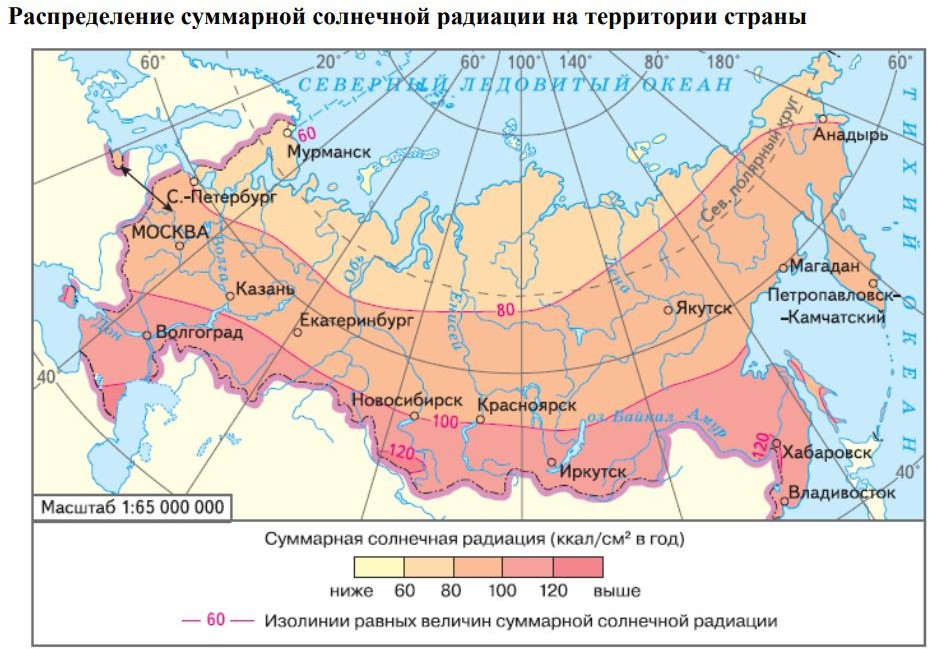 Распределение суммарной солнечной радиации на территории страны
60° 20° 60° 100° 140° 80° 180° 60°
СЕВЕРНЫЙ ЛЕДОВИТЫЙ ОКЕАН
ТИХИЙ ОКЕАН
60
Мурманск
Анадырь
Сев. полярный круг
С.-Петербург
МОСКВА
Волга
Обь
Енисей
Лена
Магадан
Казань
Петропавловск-
-Камчатский
80
Якутск
Екатеринбург
Дон
Волгоград
40°
Новосибирск
Красноярск
оз. Байкал
Амур
100
120
120
Хабаровск
Иркутск
40°
Владивосток
Масштаб 1:65 000 000
Суммарная солнечная радиация (ккал/см² в год)
ниже 60 80 100 120 выше
— 60 — Изолинии равных величин суммарной солнечной радиации